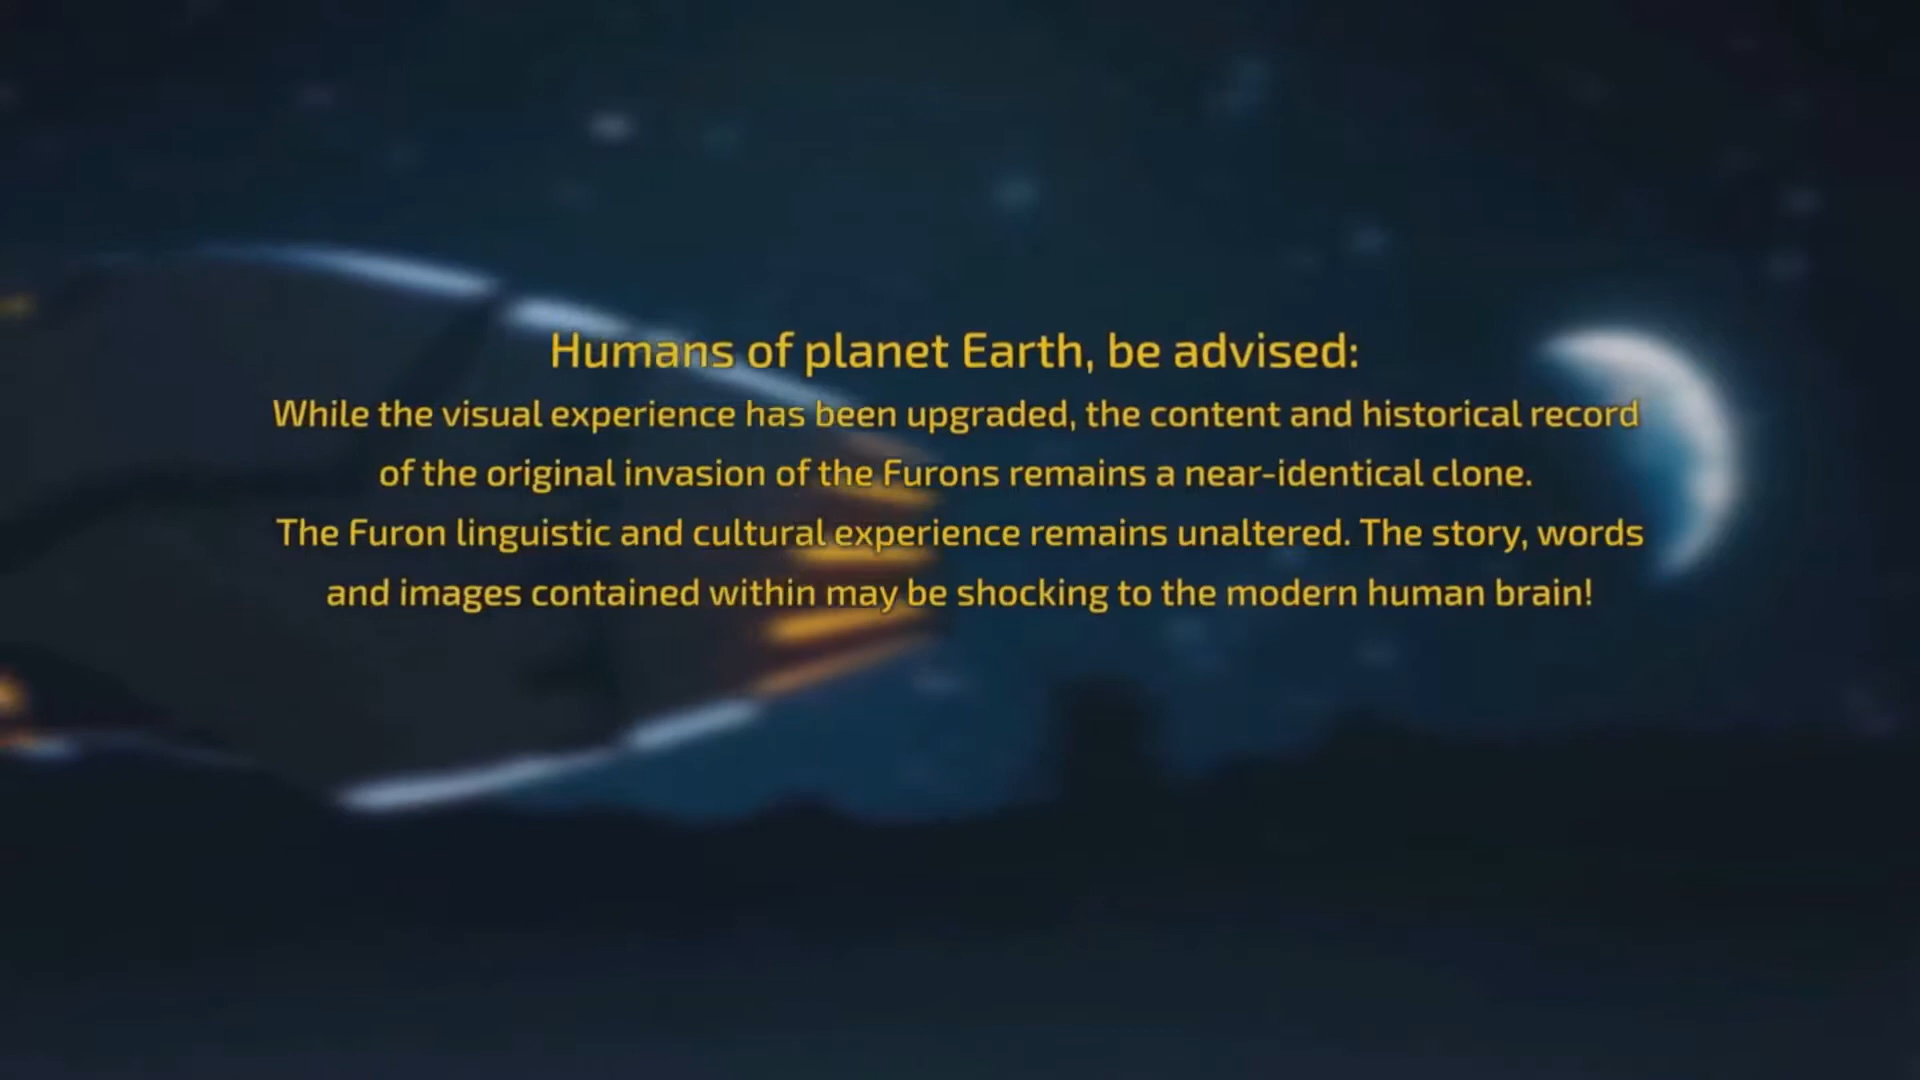 Humans of planet Earth, be advised:
While the visual experience has been upgraded, the content and historical record
of the original invasion of the Furons remains a near-identical clone.
The Furon linguistic and cultural experience remains unaltered. The story, words
and images contained within may be shocking to the modern human brain!